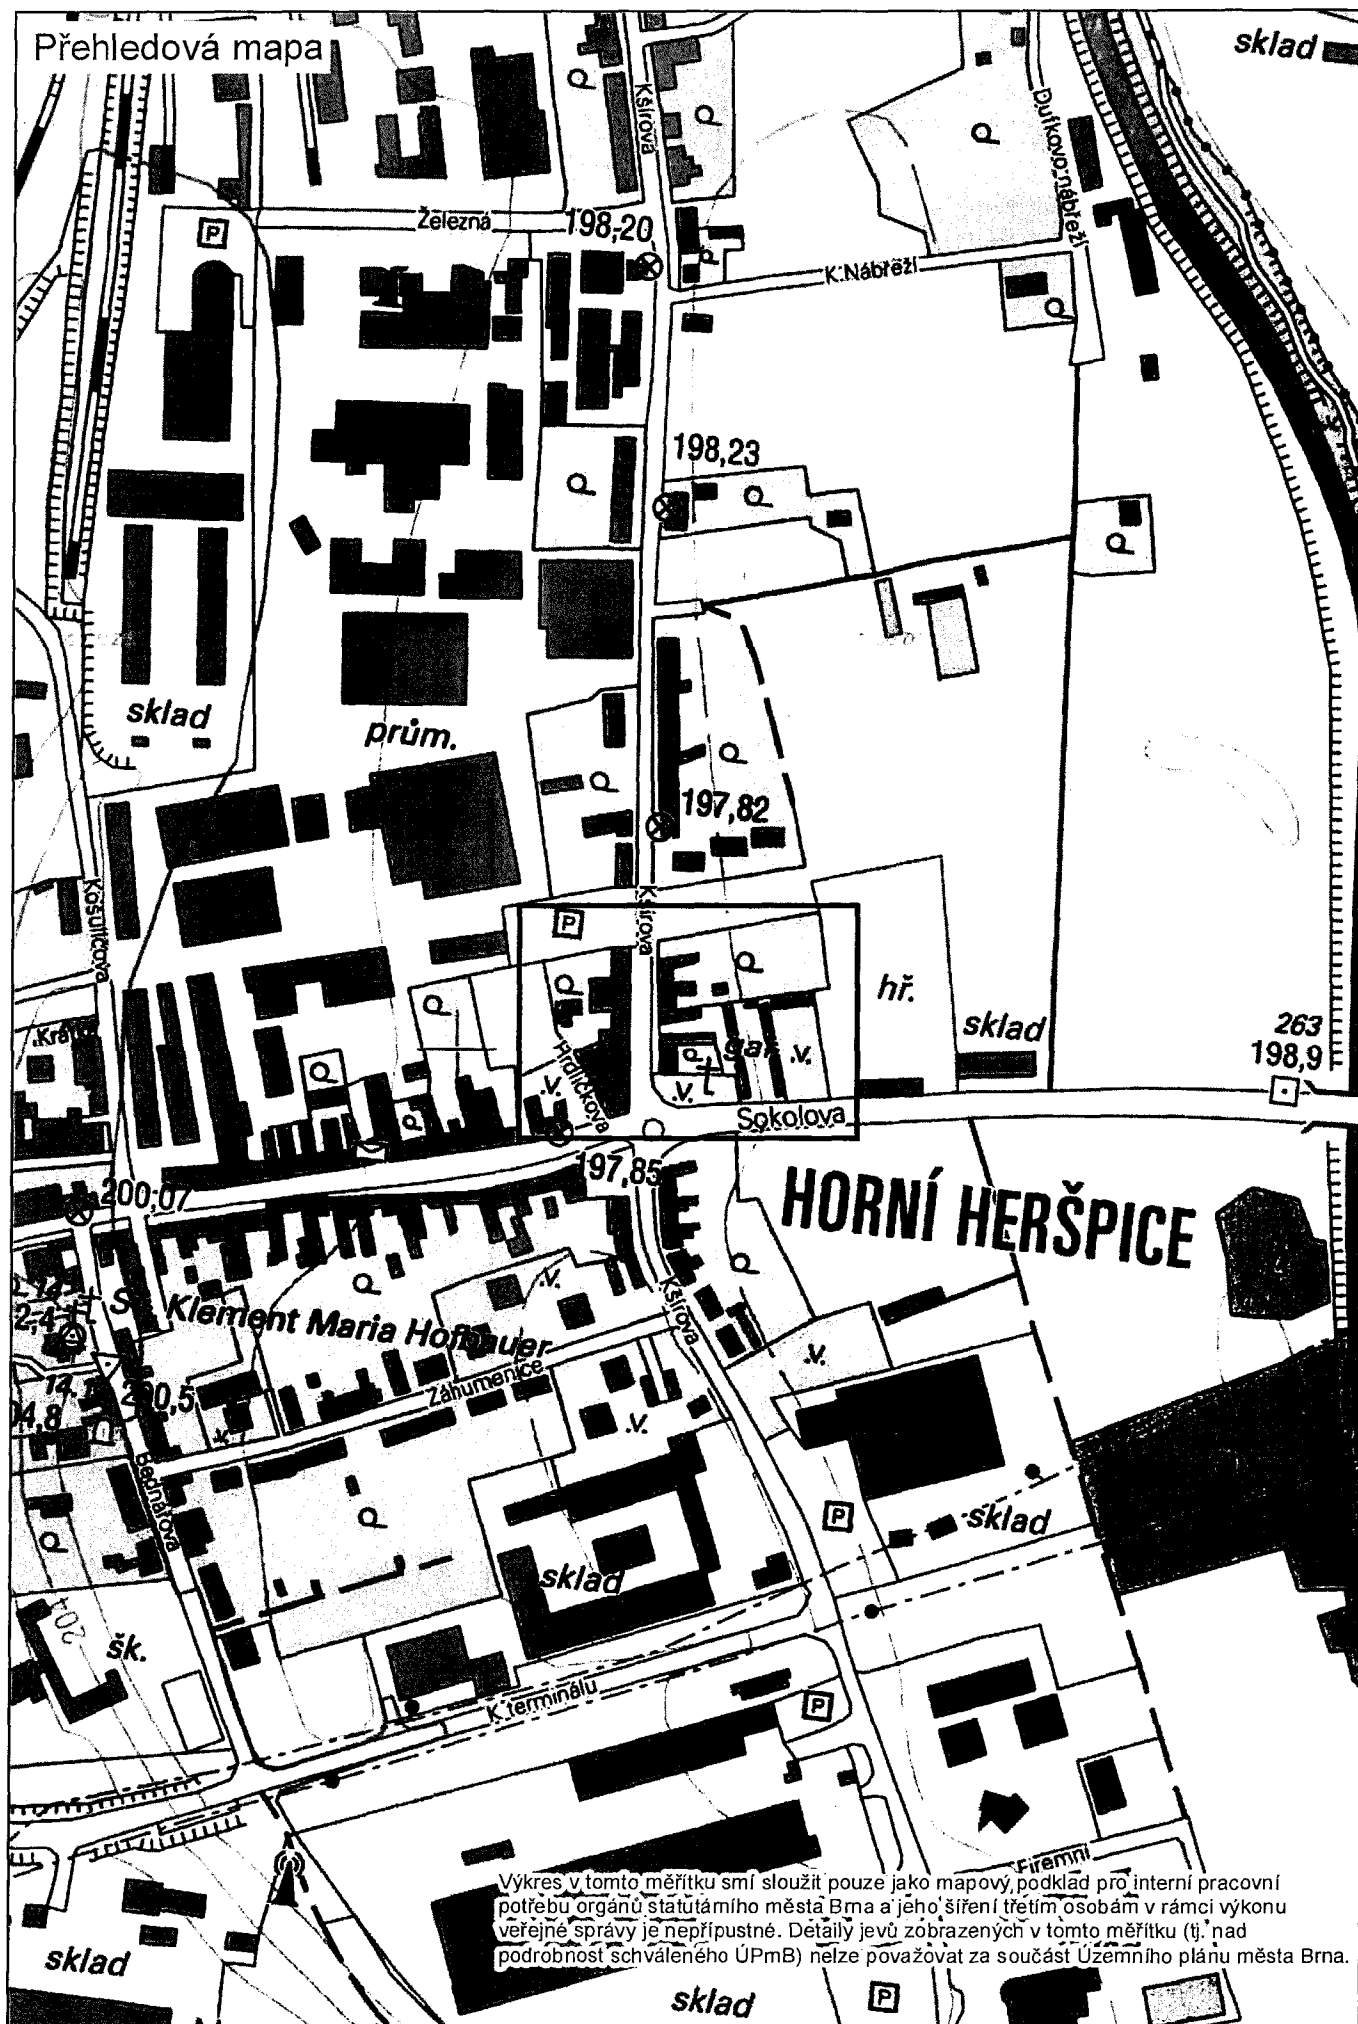 Přehledová mapa
sklad
Kšírova
Dufkovo nábřeží
P
Železná
198,20
K Nábřeží
198,23
sklad
prům.
197,82
Košuličova
Kšírova
P
hř.
sklad
263
198,9
Krátká
Hrdličkova
gar.
Sokolova
197,85
200,07
HORNÍ HERŠPICE
Klement Maria Hofbauer
Kšírova
Záhumenice
200,5
Bednářova
P
sklad
sklad
204
šk.
K terminálu
P
Firemní
Výkres v tomto měřítku smí sloužit pouze jako mapový podklad pro interní pracovní
potřebu orgánů statutárního města Brna a jeho šíření třetím osobám v rámci výkonu
veřejné správy je nepřípustné. Detaily jevů zobrazených v tomto měřítku (tj. nad
podrobnost schváleného ÚPmB) nelze považovat za součást Územního plánu města Brna.
sklad
sklad
P